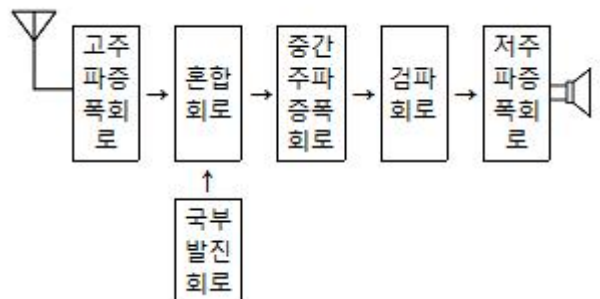 고주
파증
폭회
로
→
혼합
회로
→
중간
주파
증폭
회로
→
검파
회로
→
저주
파증
폭회
로
↑
국부
발진
회로